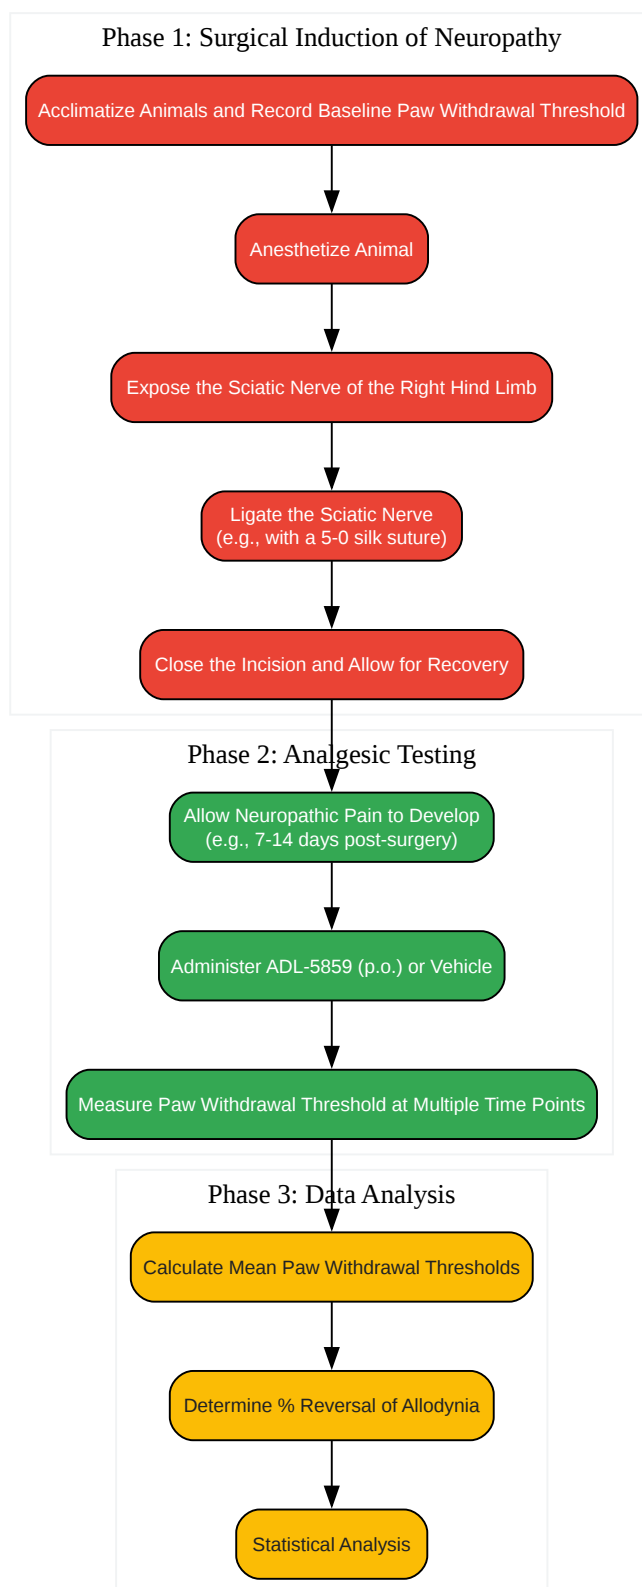 Phase 1: Surgical Induction of Neuropathy
Acclimatize Animals and Record Baseline Paw Withdrawal Threshold
Anesthetize Animal
Expose the Sciatic Nerve of the Right Hind Limb
Ligate the Sciatic Nerve
(e.g., with a 5-0 silk suture)
Close the Incision and Allow for Recovery
Phase 2: Analgesic Testing
Allow Neuropathic Pain to Develop
(e.g., 7-14 days post-surgery)
Administer ADL-5859 (p.o.) or Vehicle
Measure Paw Withdrawal Threshold at Multiple Time Points
Phase 3: Data Analysis
Calculate Mean Paw Withdrawal Thresholds
Determine % Reversal of Allodynia
Statistical Analysis